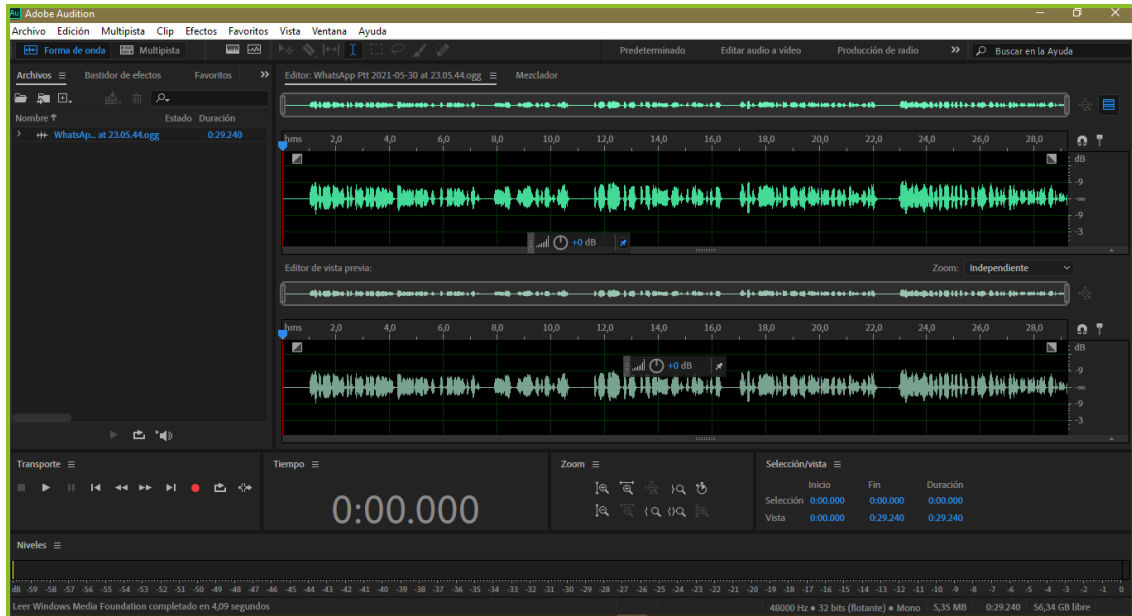 Au Adobe Audition
Archivo Edición Multipista Clip Efectos Favoritos Vista Ventana Ayuda
Forma de onda Multipista Predeterminado Editar audio a vídeo Producción de radio >> Buscar en la Ayuda
Archivos Bastidor de efectos Favoritos >>
Editor: WhatsApp Ptt 2021-05-30 at 23.05.44.ogg Mezclador
Nombre Estado Duración
WhatsAp... at 23.05.44.ogg 0:29.240
hms 2,0 4,0 6,0 8,0 10,0 12,0 14,0 16,0 18,0 20,0 22,0 24,0 26,0 28,0
dB
-9
-∞
-9
-3
+0 dB
Editor de vista previa: Zoom: Independiente
hms 2,0 4,0 6,0 8,0 10,0 12,0 14,0 16,0 18,0 20,0 22,0 24,0 26,0 28,0
dB
+0 dB
-9
-∞
-9
-3
Transporte Tiempo Zoom Selección/vista
Inicio Fin Duración
Selección 0:00.000 0:00.000 0:00.000
Vista 0:00.000 0:29.240 0:29.240
0:00.000
Niveles
dB -59 -58 -57 -56 -55 -54 -53 -52 -51 -50 -49 -48 -47 -46 -45 -44 -43 -42 -41 -40 -39 -38 -37 -36 -35 -34 -33 -32 -31 -30 -29 -28 -27 -26 -25 -24 -23 -22 -21 -20 -19 -18 -17 -16 -15 -14 -13 -12 -11 -10 -9 -8 -7 -6 -5 -4 -3 -2 -1 0
Leer Windows Media Foundation completado en 4,09 segundos 48000 Hz • 32 bits (flotante) • Mono 5,35 MB 0:29.240 56,34 GB libre